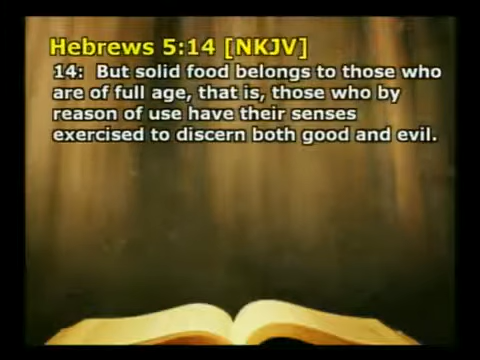 Hebrews 5:14 [NKJV]
14: But solid food belongs to those who
are of full age, that is, those who by
reason of use have their senses
exercised to discern both good and evil.